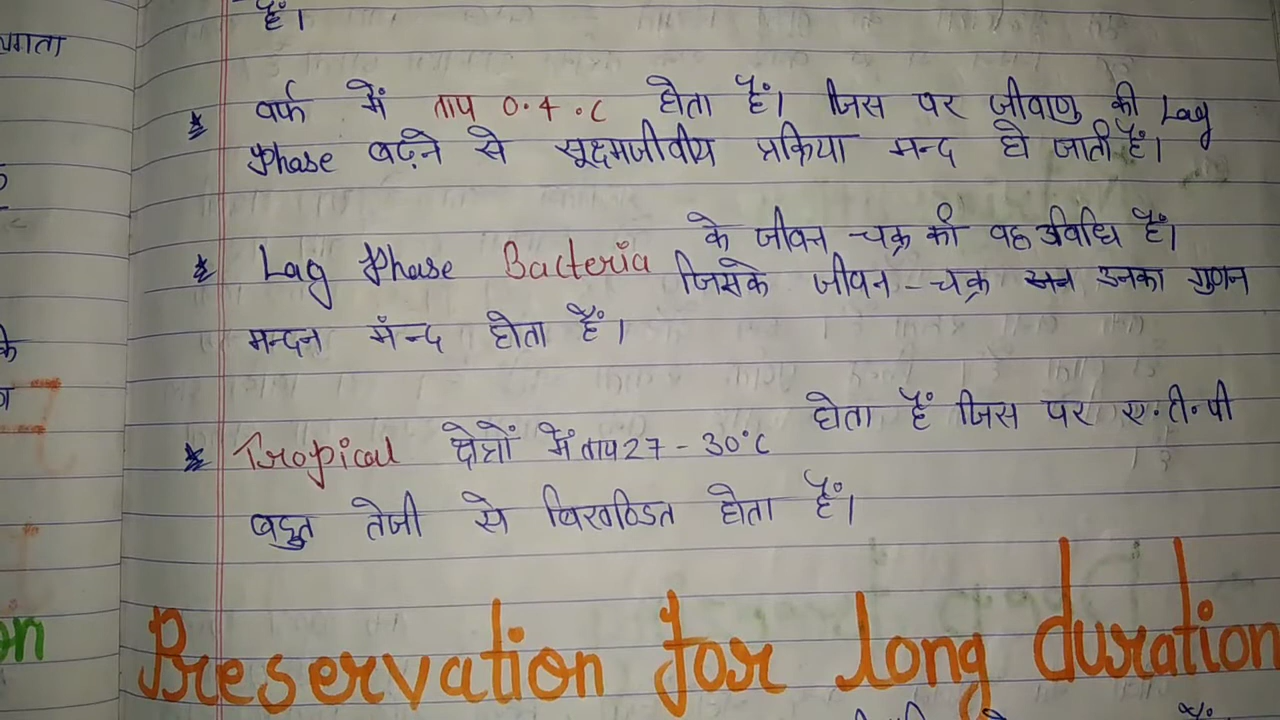 हैं।
वर्फ में ताप 0.4.c होता हैं। जिस पर जीवाणु की Lag
Phase बढ़ने से सूक्ष्मजीवीय प्रक्रिया मन्द हो जाती हैं।
Lag Phase Bacteria के जीवन-चक्र की वह अवधि हैं।
जिसके जीवन-चक्र उनका गुणन
मन्दन मन्द होता हैं।
Tropical क्षेत्रों में ताप 27-30°C होता हैं जिस पर ए.टी.पी
बहुत तेजी से विखण्डित होता हैं।
Preservation for long duration